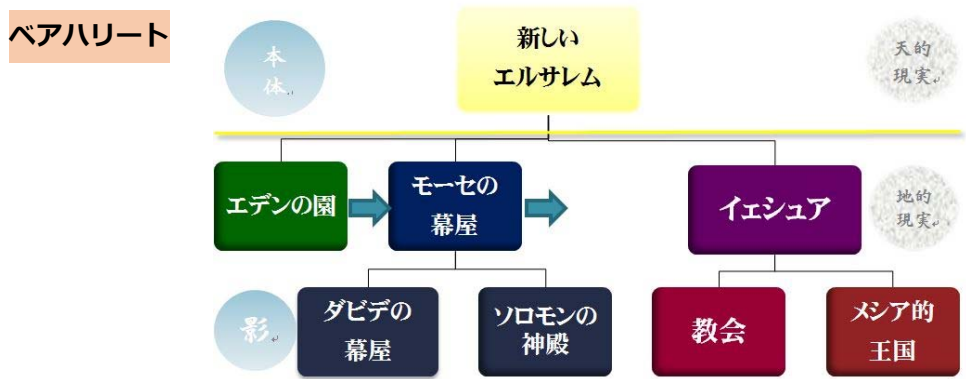 ベアハリート
本
体
新しい
エルサレム
天的
現実
エデンの園
モーセの
幕屋
イェシュア
地的
現実
影
ダビデの
幕屋
ソロモンの
神殿
教会
メシア的
王国